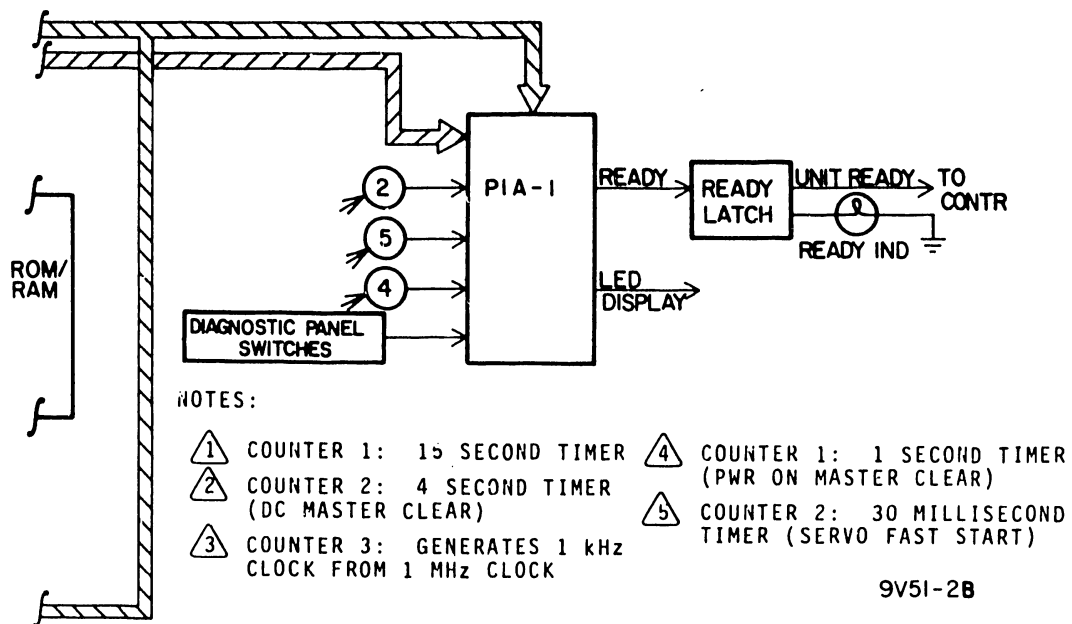 2
5
4
PIA-1
READY
READY
LATCH
UNIT READY
TO
CONTR
READY IND
LED
DISPLAY
ROM/
RAM
DIAGNOSTIC PANEL
SWITCHES
NOTES:
1 COUNTER 1: 15 SECOND TIMER
2 COUNTER 2: 4 SECOND TIMER
(DC MASTER CLEAR)
3 COUNTER 3: GENERATES 1 kHz
CLOCK FROM 1 MHz CLOCK
4 COUNTER 1: 1 SECOND TIMER
(PWR ON MASTER CLEAR)
5 COUNTER 2: 30 MILLISECOND
TIMER (SERVO FAST START)
9V51-2B